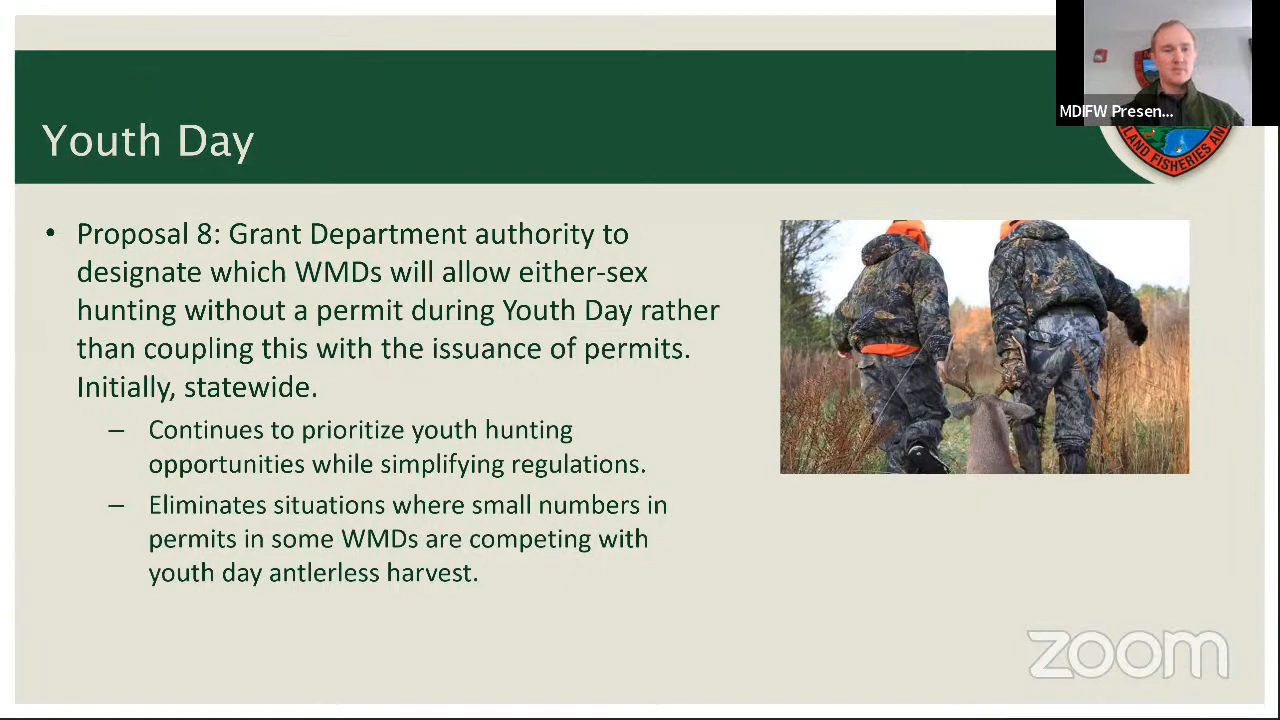 MDIFW Presen...
Youth Day
LAND FISHERIES AN
• Proposal 8: Grant Department authority to
designate which WMDs will allow either-sex
hunting without a permit during Youth Day rather
than coupling this with the issuance of permits.
Initially, statewide.
– Continues to prioritize youth hunting
opportunities while simplifying regulations.
– Eliminates situations where small numbers in
permits in some WMDs are competing with
youth day antlerless harvest.
zoom